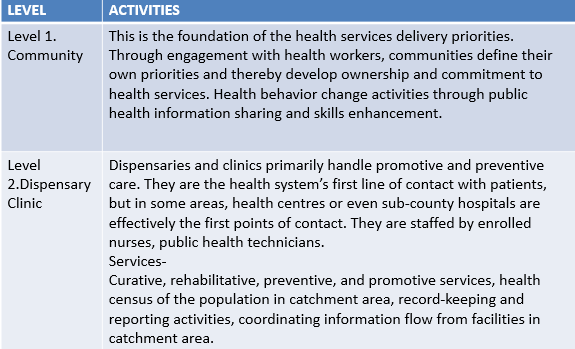 LEVEL ACTIVITIES
Level 1.
Community
This is the foundation of the health services delivery priorities.
Through engagement with health workers, communities define their
own priorities and thereby develop ownership and commitment to
health services. Health behavior change activities through public
health information sharing and skills enhancement.
Level
2.Dispensary
Clinic
Dispensaries and clinics primarily handle promotive and preventive
care. They are the health system’s first line of contact with patients,
but in some areas, health centres or even sub-county hospitals are
effectively the first points of contact. They are staffed by enrolled
nurses, public health technicians.
Services-
Curative, rehabilitative, preventive, and promotive services, health
census of the population in catchment area, record-keeping and
reporting activities, coordinating information flow from facilities in
catchment area.